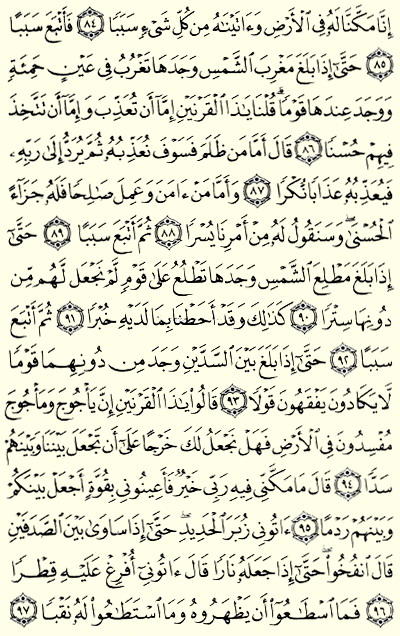 إِنَّا مَكَّنَّا لَهُۥ فِى ٱلْأَرْضِ وَءَاتَيْنَٰهُ مِن كُلِّ شَىْءٍ سَبَبًا ٨٤ فَأَتْبَعَ سَبَبًا
٨٥ حَتَّىٰٓ إِذَا بَلَغَ مَغْرِبَ ٱلشَّمْسِ وَجَدَهَا تَغْرُبُ فِى عَيْنٍ حَمِئَةٍ
وَوَجَدَ عِندَهَا قَوْمًا ۗ قُلْنَا يَٰذَا ٱلْقَرْنَيْنِ إِمَّآ أَن تُعَذِّبَ وَإِمَّآ أَن تَتَّخِذَ
فِيهِمْ حُسْنًا ٨٦ قَالَ أَمَّا مَن ظَلَمَ فَسَوْفَ نُعَذِّبُهُۥ ثُمَّ يُرَدُّ إِلَىٰ رَبِّهِۦ
فَيُعَذِّبُهُۥ عَذَابًا نُّكْرًا ٨٧ وَأَمَّا مَنْ ءَامَنَ وَعَمِلَ صَٰلِحًا فَلَهُۥ جَزَآءً
ٱلْحُسْنَىٰ ۖ وَسَنَقُولُ لَهُۥ مِنْ أَمْرِنَا يُسْرًا ٨٨ ثُمَّ أَتْبَعَ سَبَبًا ٨٩ حَتَّىٰٓ
إِذَا بَلَغَ مَطْلِعَ ٱلشَّمْسِ وَجَدَهَا تَطْلُعُ عَلَىٰ قَوْمٍ لَّمْ نَجْعَل لَّهُم مِّن
دُونِهَا سِتْرًا ٩٠ كَذَٰلِكَ وَقَدْ أَحَطْنَا بِمَا لَدَيْهِ خُبْرًا ٩١ ثُمَّ أَتْبَعَ
سَبَبًا ٩٢ حَتَّىٰٓ إِذَا بَلَغَ بَيْنَ ٱلسَّدَّيْنِ وَجَدَ مِن دُونِهِمَا قَوْمًا
لَّا يَكَادُونَ يَفْقَهُونَ قَوْلًا ٩٣ قَالُوا۟ يَٰذَا ٱلْقَرْنَيْنِ إِنَّ يَأْجُوجَ وَمَأْجُوجَ
مُفْسِدُونَ فِى ٱلْأَرْضِ فَهَلْ نَجْعَلُ لَكَ خَرْجًا عَلَىٰٓ أَن تَجْعَلَ بَيْنَنَا وَبَيْنَهُمْ
سَدًّا ٩٤ قَالَ مَا مَكَّنِّى فِيهِ رَبِّى خَيْرٌ فَأَعِينُونِى بِقُوَّةٍ أَجْعَلْ بَيْنَكُمْ
وَبَيْنَهُمْ رَدْمًا ٩٥ ءَاتُونِى زُبَرَ ٱلْحَدِيدِ ۖ حَتَّىٰٓ إِذَا سَاوَىٰ بَيْنَ ٱلصَّدَفَيْنِ
قَالَ ٱنفُخُوا۟ ۖ حَتَّىٰٓ إِذَا جَعَلَهُۥ نَارًا قَالَ ءَاتُونِىٓ أُفْرِغْ عَلَيْهِ قِطْرًا
٩٦ فَمَا ٱسْطَٰعُوٓا۟ أَن يَظْهَرُوهُ وَمَا ٱسْتَطَٰعُوا۟ لَهُۥ نَقْبًا ٩٧